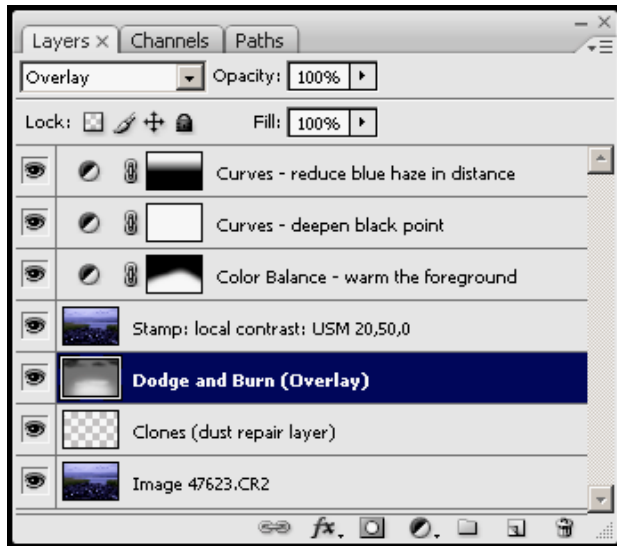 Layers × Channels Paths
Overlay Opacity: 100%
Lock: Fill: 100%
Curves - reduce blue haze in distance
Curves - deepen black point
Color Balance - warm the foreground
Stamp: local contrast: USM 20,50,0
Dodge and Burn (Overlay)
Clones (dust repair layer)
Image 47623.CR2
fx.